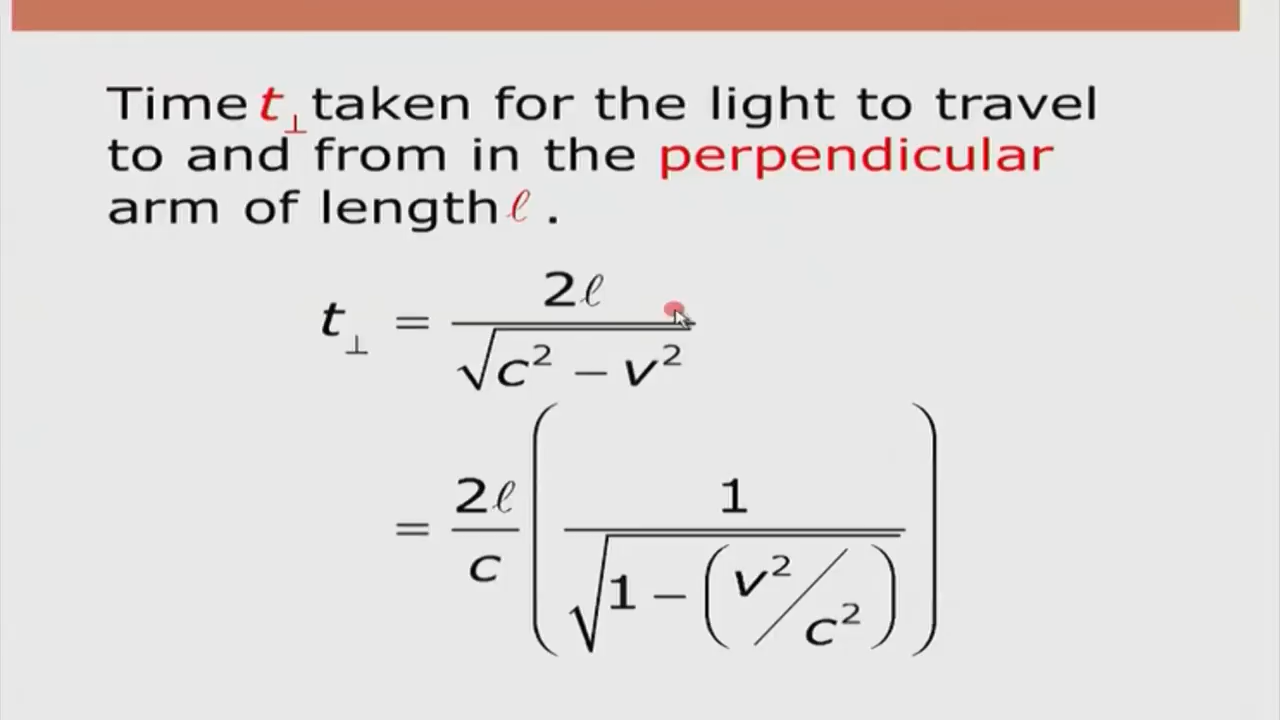 Time t⊥ taken for the light to travel
to and from in the perpendicular
arm of length ℓ .
t⊥ = 2ℓ / √(c² − v²)
= 2ℓ/c ( 1 / √(1 − (v²/c²)) )